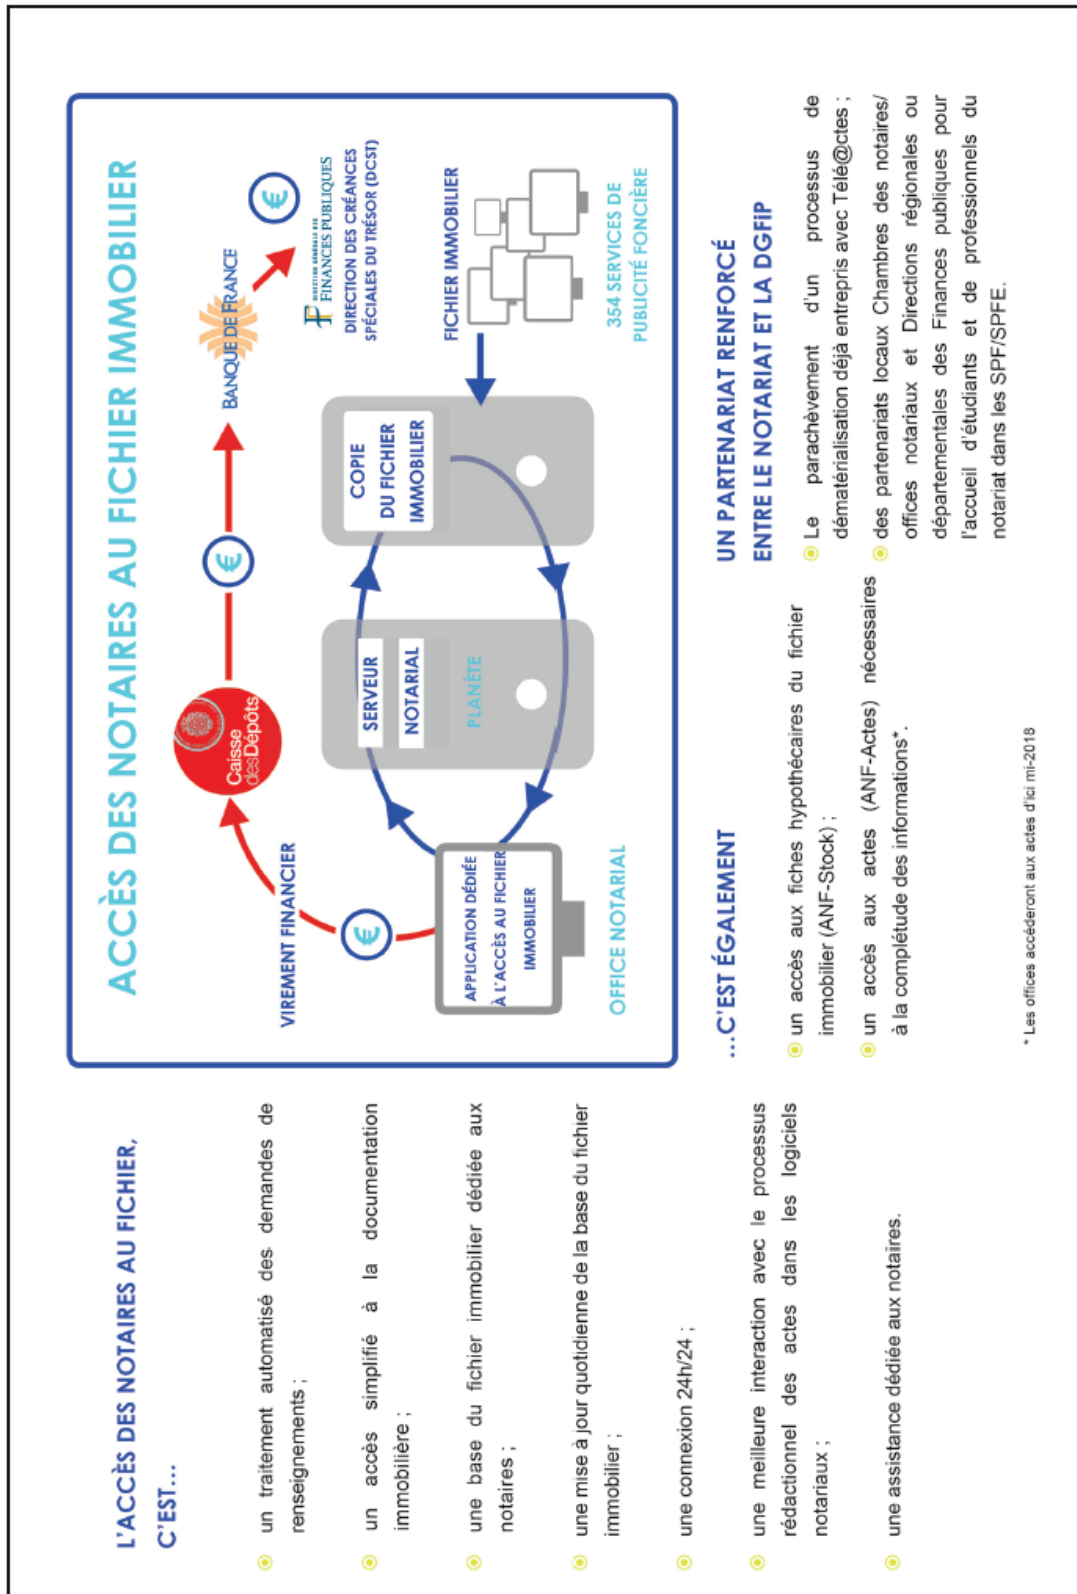 L'ACCÈS DES NOTAIRES AU FICHIER,
C'EST...
un traitement automatisé des demandes de
renseignements ;
un accès simplifié à la documentation
immobilière ;
une base du fichier immobilier dédiée aux
notaires ;
une mise à jour quotidienne de la base du fichier
immobilier ;
une connexion 24h/24 ;
une meilleure interaction avec le processus
rédactionnel des actes dans les logiciels
notariaux ;
une assistance dédiée aux notaires.
ACCÈS DES NOTAIRES AU FICHIER IMMOBILIER
VIREMENT FINANCIER
€
Caisse
desDépôts
€
BANQUE DE FRANCE
€
DIRECTION GÉNÉRALE DES
FINANCES PUBLIQUES
DIRECTION DES CRÉANCES
SPÉCIALES DU TRÉSOR (DCST)
APPLICATION DÉDIÉE
À L'ACCÈS AU FICHIER
IMMOBILIER
OFFICE NOTARIAL
SERVEUR
NOTARIAL
PLANÈTE
COPIE
DU FICHIER
IMMOBILIER
FICHIER IMMOBILIER
354 SERVICES DE
PUBLICITÉ FONCIÈRE
...C'EST ÉGALEMENT
un accès aux fiches hypothécaires du fichier
immobilier (ANF-Stock) ;
un accès aux actes (ANF-Actes) nécessaires
à la complétude des informations*.
* Les offices accéderont aux actes d'ici mi-2018
UN PARTENARIAT RENFORCÉ
ENTRE LE NOTARIAT ET LA DGFiP
Le parachèvement d'un processus de
dématérialisation déjà entrepris avec Télé@ctes ;
des partenariats locaux Chambres des notaires/
offices notariaux et Directions régionales ou
départementales des Finances publiques pour
l'accueil d'étudiants et de professionnels du
notariat dans les SPF/SPFE.